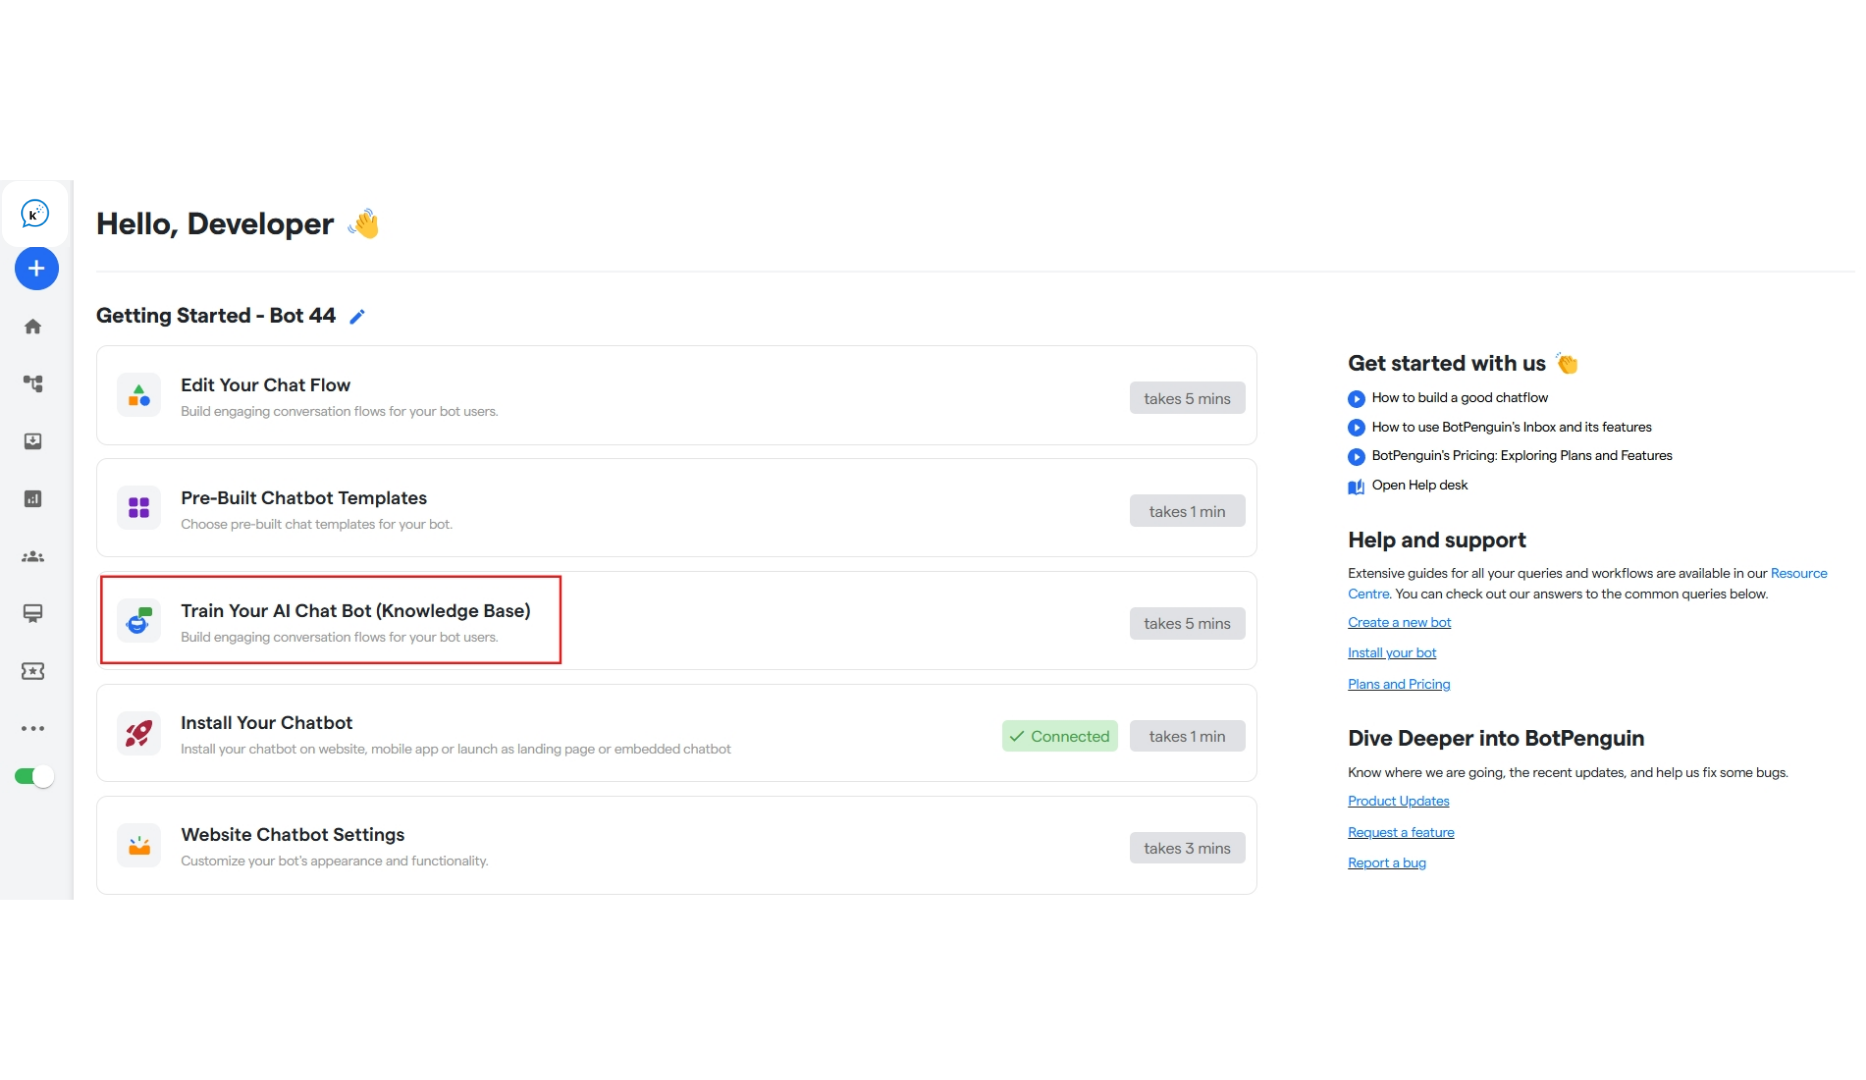 K
Hello, Developer
Getting Started - Bot 44
Edit Your Chat Flow
Build engaging conversation flows for your bot users.
takes 5 mins
Pre-Built Chatbot Templates
Choose pre-built chat templates for your bot.
takes 1 min
Train Your AI Chat Bot (Knowledge Base)
Build engaging conversation flows for your bot users.
takes 5 mins
Install Your Chatbot
Install your chatbot on website, mobile app or launch as landing page or embedded chatbot
Connected
takes 1 min
Website Chatbot Settings
Customize your bot's appearance and functionality.
takes 3 mins
Get started with us
How to build a good chatflow
How to use BotPenguin's Inbox and its features
BotPenguin's Pricing: Exploring Plans and Features
Open Help desk
Help and support
Extensive guides for all your queries and workflows are available in our Resource
Centre. You can check out our answers to the common queries below.
Create a new bot
Install your bot
Plans and Pricing
Dive Deeper into BotPenguin
Know where we are going, the recent updates, and help us fix some bugs.
Product Updates
Request a feature
Report a bug